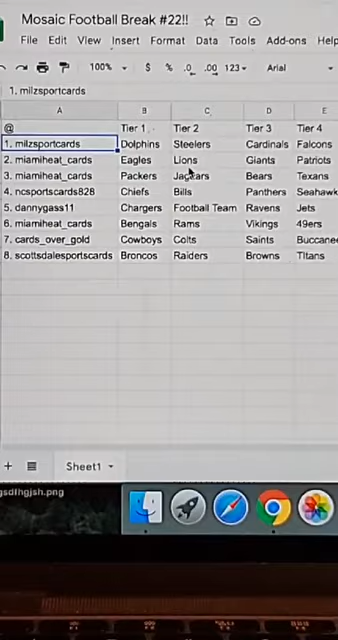 Mosaic Football Break #22!!
File Edit View Insert Format Data Tools Add-ons Help
100% $ % .0 .00 123 Arial
1. milzsportcards
A B C D E
@ Tier 1 Tier 2 Tier 3 Tier 4
1. milzsportcards Dolphins Steelers Cardinals Falcons
2. miamiheat_cards Eagles Lions Giants Patriots
3. miamiheat_cards Packers Jaguars Bears Texans
4. ncsportscards828 Chiefs Bills Panthers Seahawk
5. dannygass11 Chargers Football Team Ravens Jets
6. miamiheat_cards Bengals Rams Vikings 49ers
7. cards_over_gold Cowboys Colts Saints Buccanee
8. scottsdalesportscards Broncos Raiders Browns Titans
Sheet1
gsdfhgjsh.png